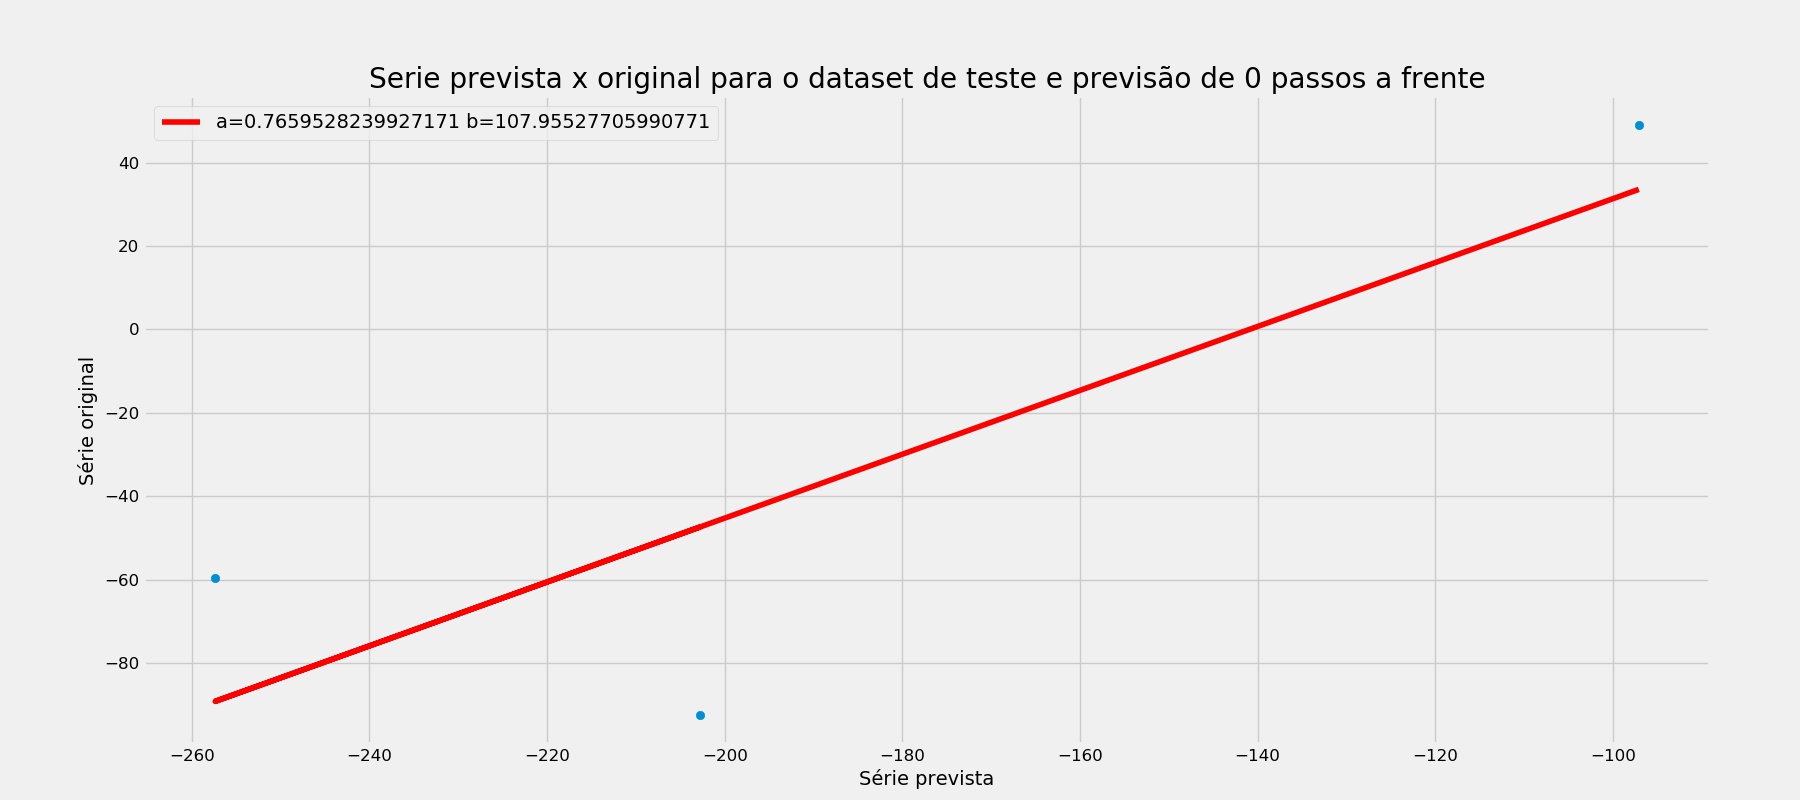 Serie prevista x original para o dataset de teste e previsão de 0 passos a frente
a=0.7659528239927171 b=107.95527705990771
40
20
0
−20
−40
−60
−80
Série original
−260 −240 −220 −200 −180 −160 −140 −120 −100
Série prevista